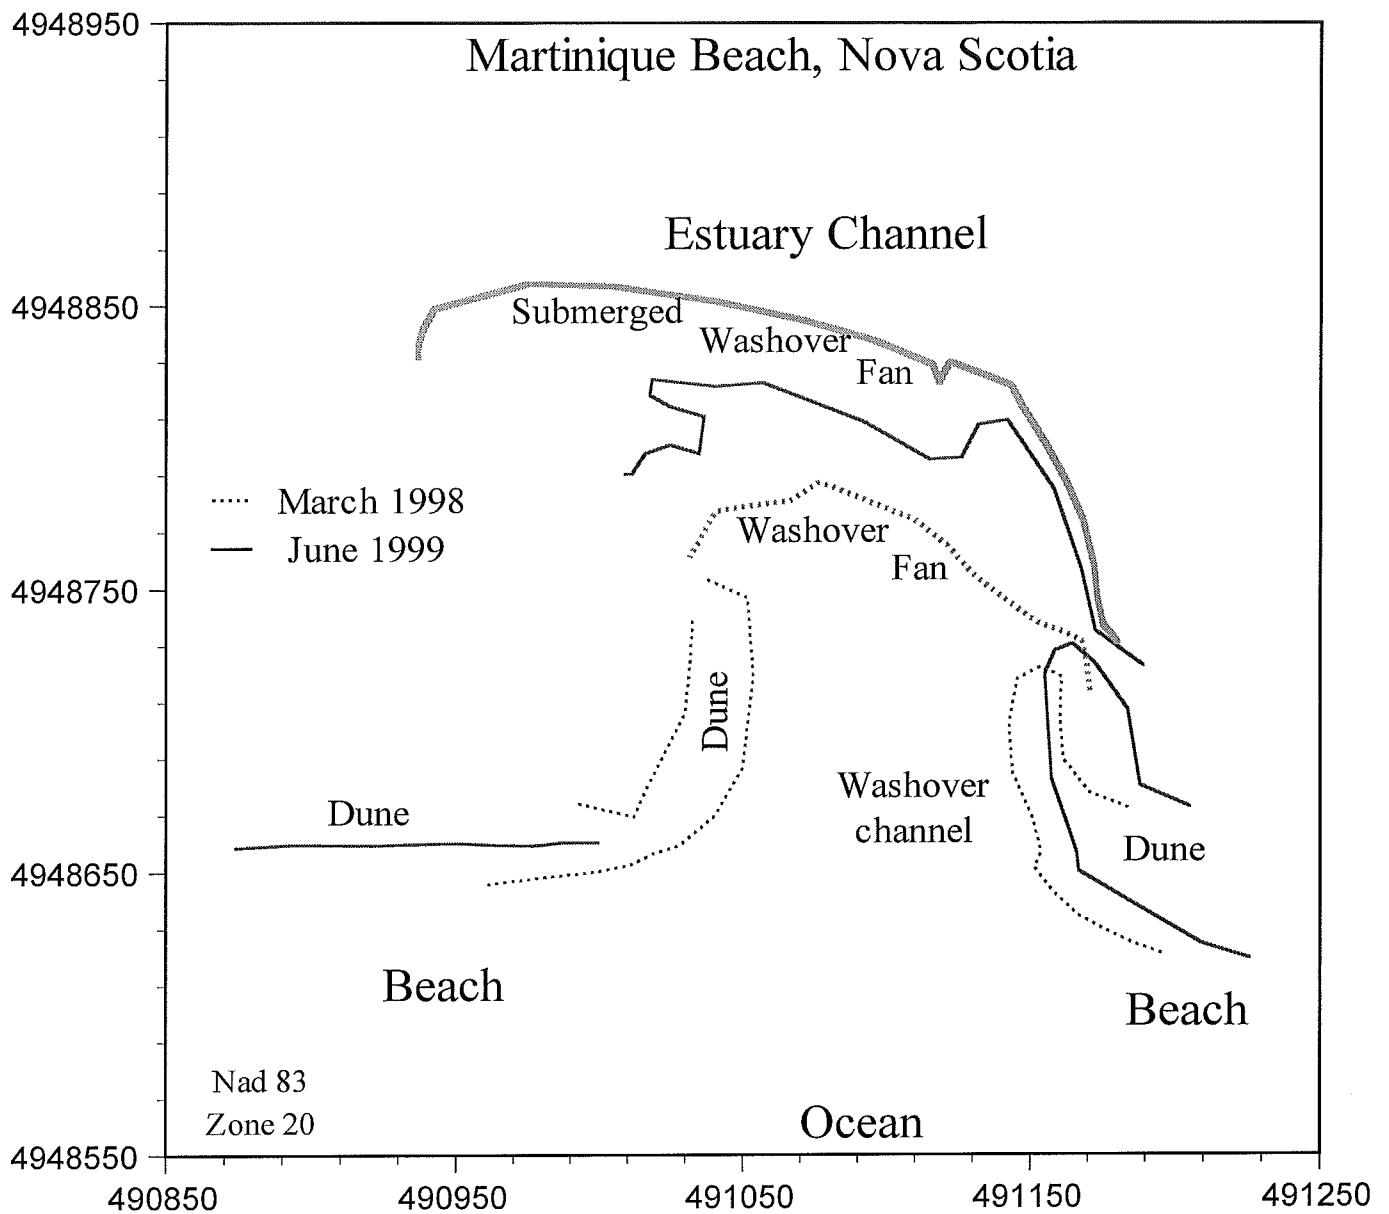 4948950
Martinique Beach, Nova Scotia
Estuary Channel
4948850
Submerged
Washover
Fan
March 1998
Washover
June 1999
Fan
4948750
Dune
Washover
channel
Dune
Dune
4948650
Beach
Beach
Nad 83
Zone 20
Ocean
4948550
490850 490950 491050 491150 491250